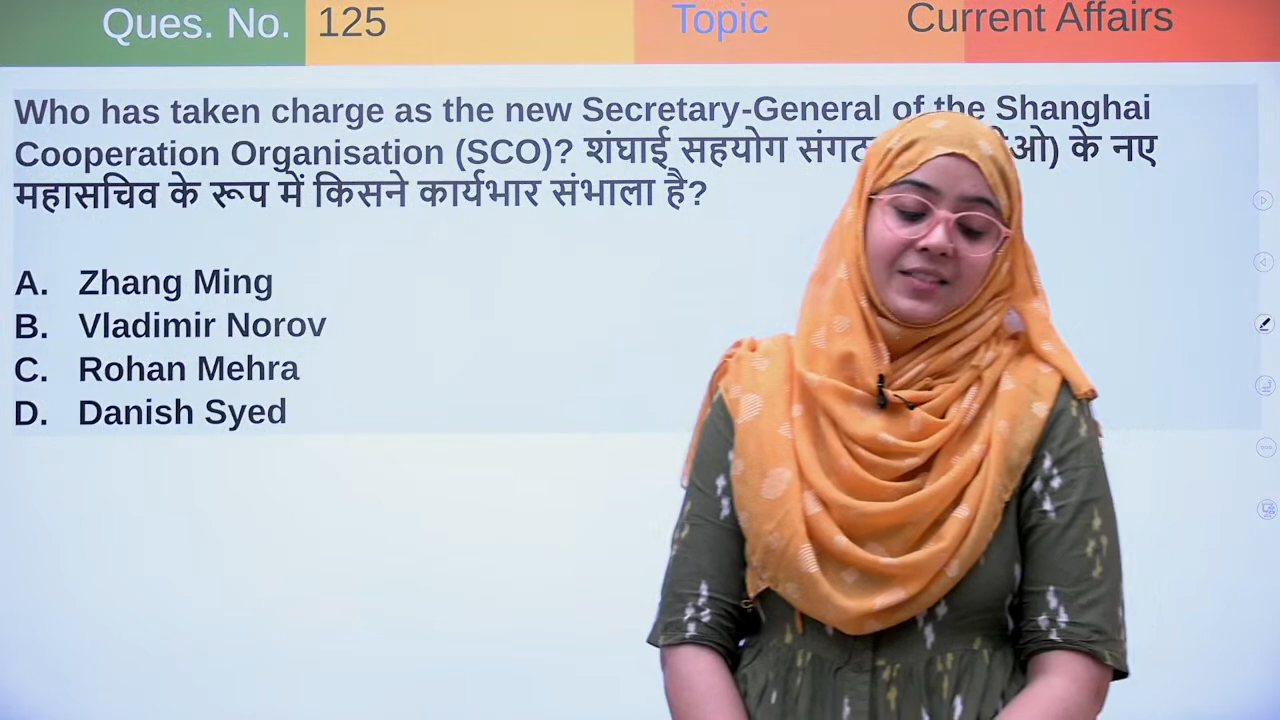 Ques. No. 125 Topic Current Affairs
Who has taken charge as the new Secretary-General of the Shanghai
Cooperation Organisation (SCO)? शंघाई सहयोग के नए
महासचिव के रूप में किसने कार्यभार संभाला है?
A. Zhang Ming
B. Vladimir Norov
C. Rohan Mehra
D. Danish Syed